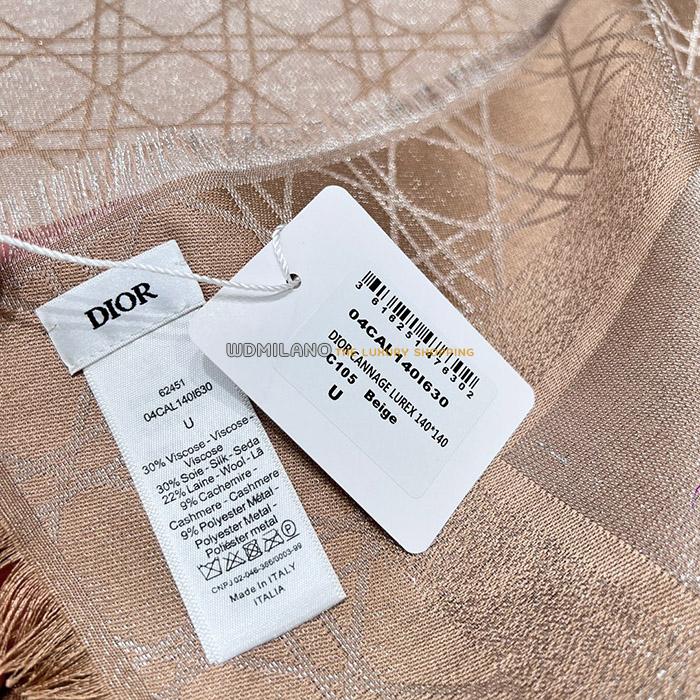 DIOR
62451
04CAL140I630
U
30% Viscose - Viscose -
Viscose
30% Soie - Silk - Seda
22% Laine - Wool - Lã
9% Cachemire -
Cashmere - Cashmere
9% Polyester Métal -
Polyester Metal -
Poliéster metal
CNPJ 02-046-366/0003-99
Made in ITALY
ITALIA
04CAL140I630
DIOR CANNAGE LUREX 140*140
C105 Beige
U
WDMILANO THE LUXURY SHOPPING